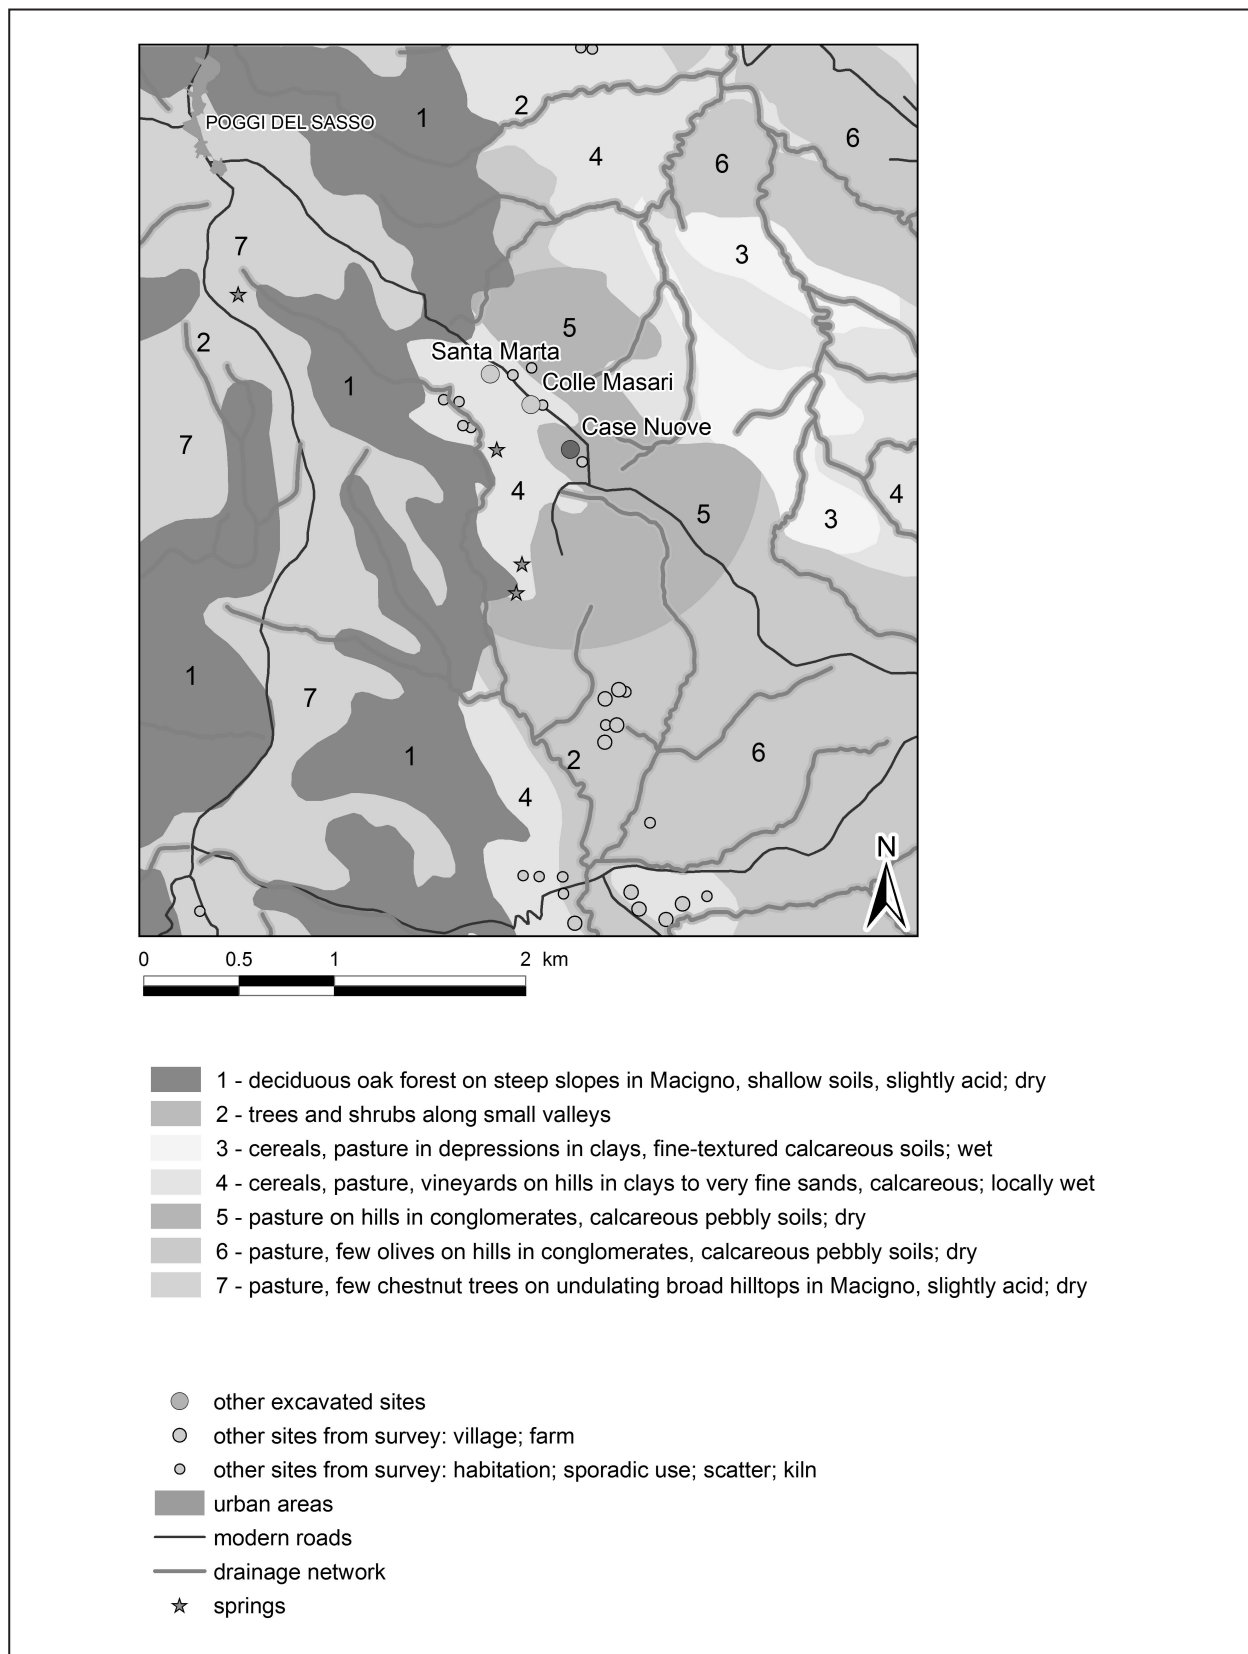 2
1
POGGI DEL SASSO
6
4
6
7
3
2
5
Santa Marta
1
Colle Masari
Case Nuove
7
4
4
5
3
1
7
1
6
2
4
N
0 0.5 1 2 km
1 - deciduous oak forest on steep slopes in Macigno, shallow soils, slightly acid; dry
2 - trees and shrubs along small valleys
3 - cereals, pasture in depressions in clays, fine-textured calcareous soils; wet
4 - cereals, pasture, vineyards on hills in clays to very fine sands, calcareous; locally wet
5 - pasture on hills in conglomerates, calcareous pebbly soils; dry
6 - pasture, few olives on hills in conglomerates, calcareous pebbly soils; dry
7 - pasture, few chestnut trees on undulating broad hilltops in Macigno, slightly acid; dry
other excavated sites
other sites from survey: village; farm
other sites from survey: habitation; sporadic use; scatter; kiln
urban areas
modern roads
drainage network
springs